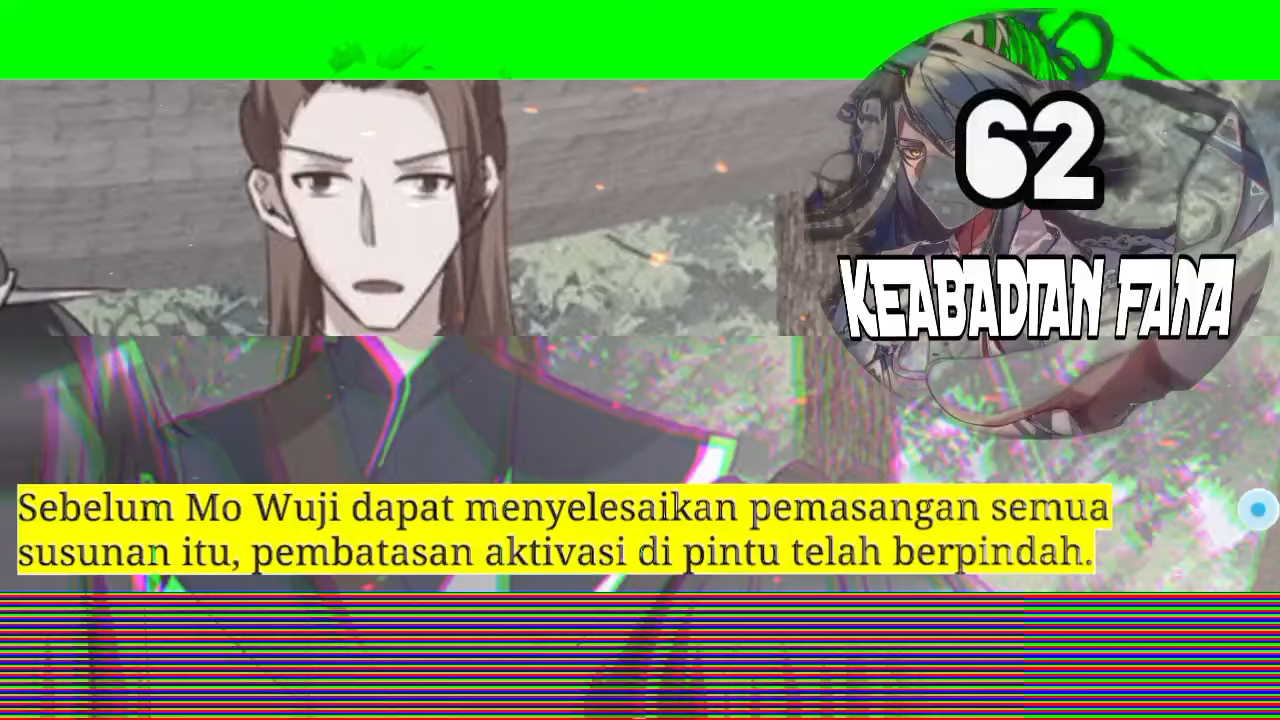 62
KEABADIAN FANA
Sebelum Mo Wuji dapat menyelesaikan pemasangan semua
susunan itu, pembatasan aktivasi di pintu telah berpindah.